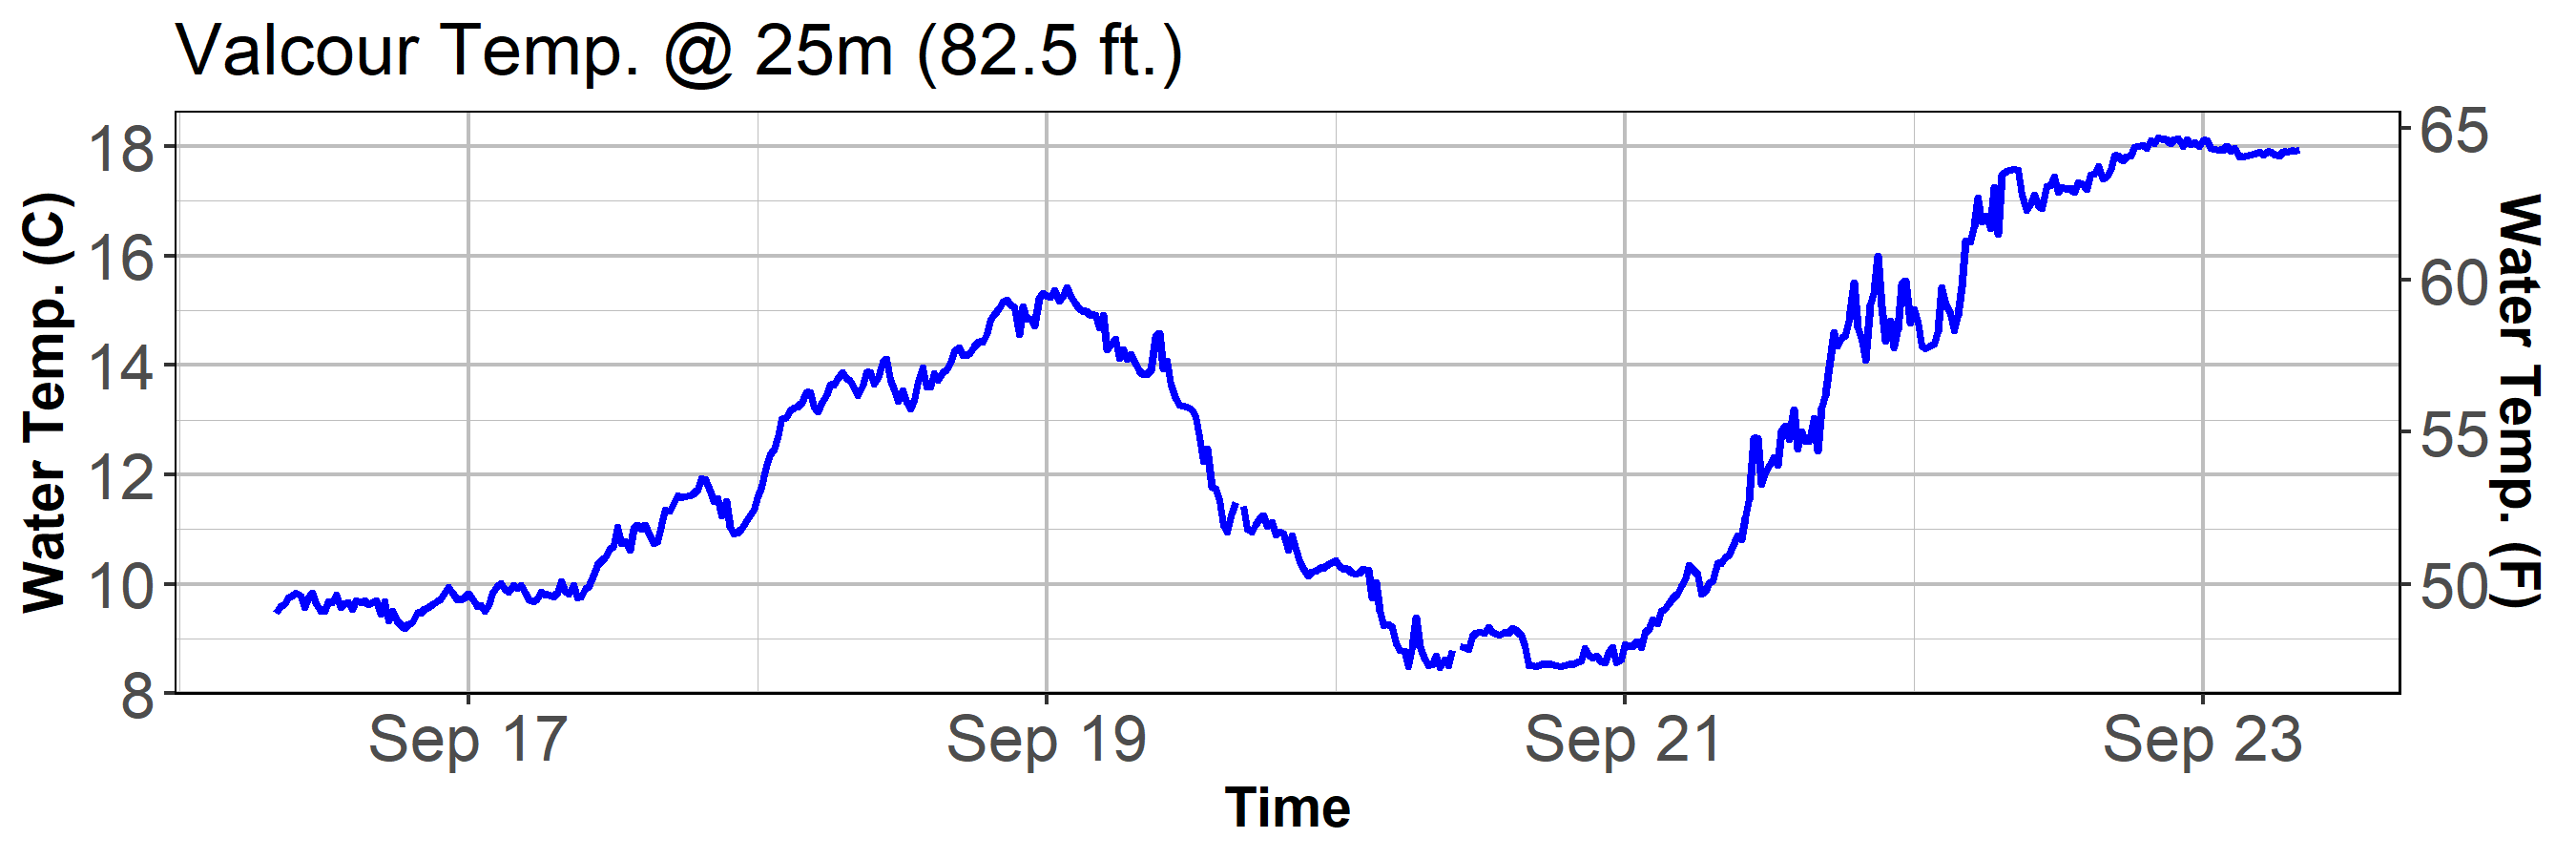 Valcour Temp. @ 25m (82.5 ft.)
Water Temp. (C)
18
16
14
12
10
8
65
60
55
50
Water Temp. (F)
Sep 17
Sep 19
Sep 21
Sep 23
Time